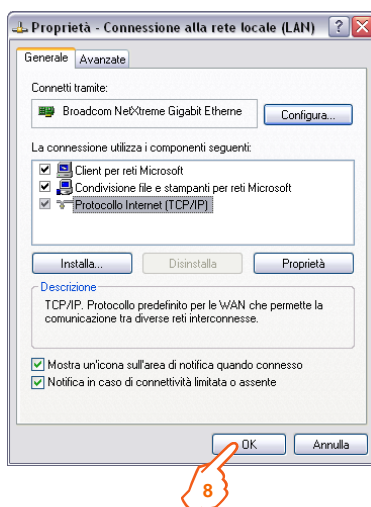 Proprietà - Connessione alla rete locale (LAN)
Generale Avanzate
Connetti tramite:
Broadcom NetXtreme Gigabit Etherne Configura...
La connessione utilizza i componenti seguenti:
Client per reti Microsoft
Condivisione file e stampanti per reti Microsoft
Protocollo Internet (TCP/IP)
Installa... Disinstalla Proprietà
Descrizione
TCP/IP. Protocollo predefinito per le WAN che permette la
comunicazione tra diverse reti interconnesse.
Mostra un'icona sull'area di notifica quando connesso
Notifica in caso di connettività limitata o assente
OK Annulla
8